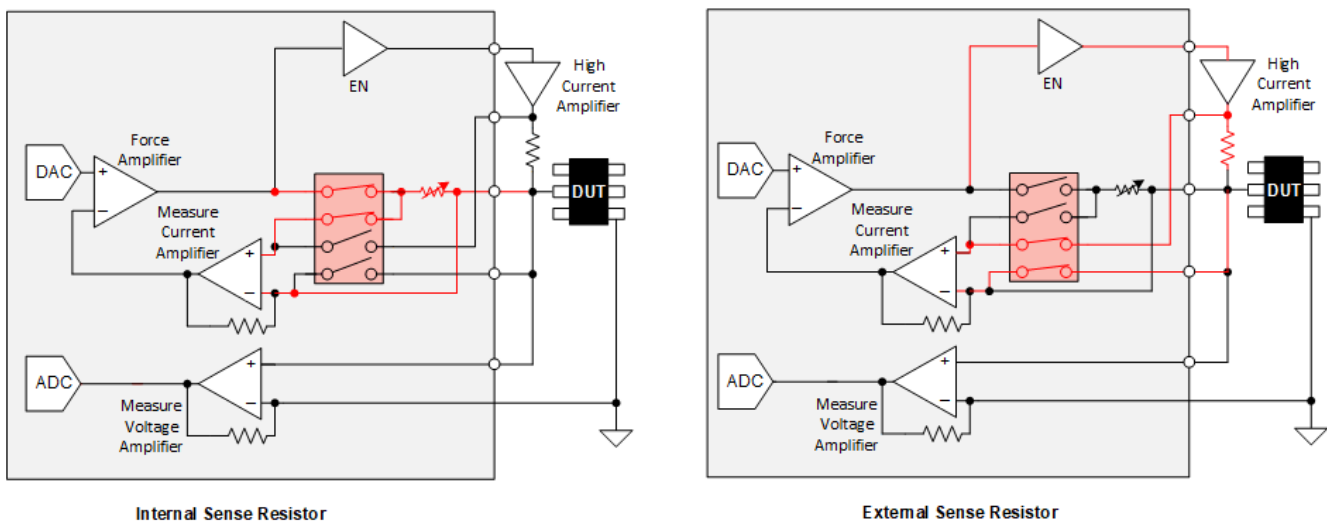 EN
High
Current
Amplifier
Force
Amplifier
DAC
+
−
DUT
Measure
Current
Amplifier
+
−
ADC
+
−
Measure
Voltage
Amplifier
Internal Sense Resistor
EN
High
Current
Amplifier
Force
Amplifier
DAC
+
−
DUT
Measure
Current
Amplifier
+
−
ADC
+
−
Measure
Voltage
Amplifier
External Sense Resistor